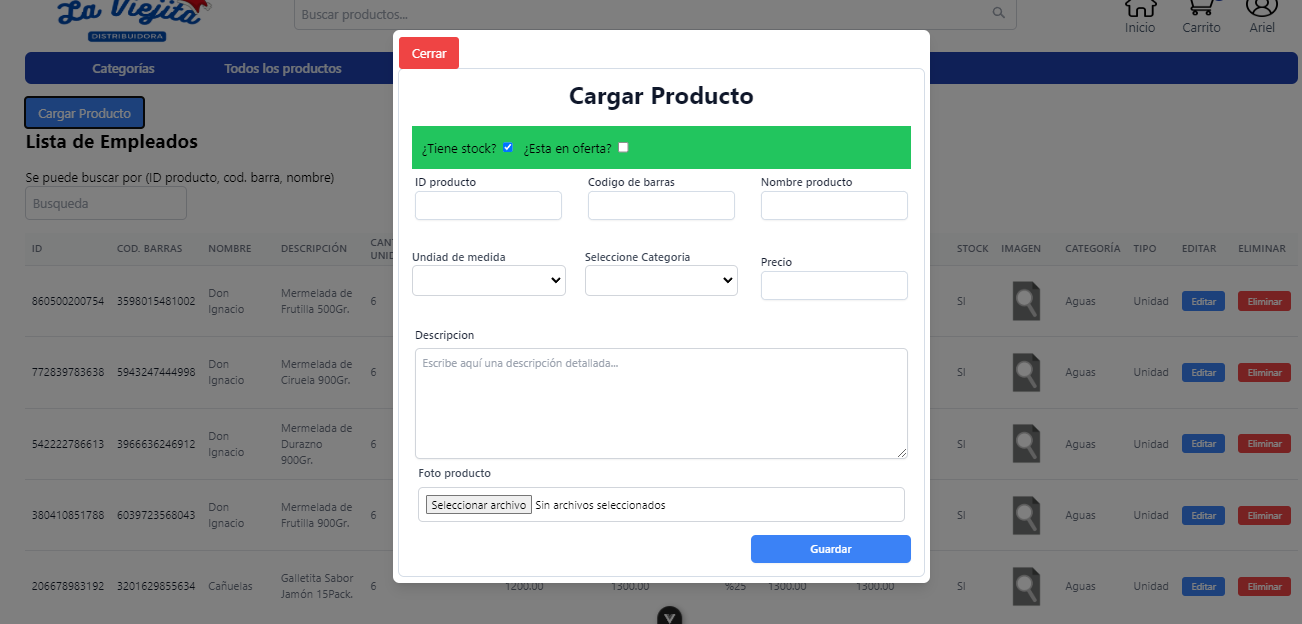 La Viejita
DISTRIBUIDORA
Buscar productos...
Inicio
Carrito
Ariel
Categorías
Todos los productos
Cargar Producto
Lista de Empleados
Se puede buscar por (ID producto, cod. barra, nombre)
Busqueda
ID COD. BARRAS NOMBRE DESCRIPCIÓN STOCK IMAGEN CATEGORÍA TIPO EDITAR ELIMINAR
860500200754 3598015481002 Don Ignacio Mermelada de Frutilla 500Gr. 6 SI Aguas Unidad Editar Eliminar
772839783638 5943247444998 Don Ignacio Mermelada de Ciruela 900Gr. 6 SI Aguas Unidad Editar Eliminar
542222786613 3966636246912 Don Ignacio Mermelada de Durazno 900Gr. 6 SI Aguas Unidad Editar Eliminar
380410851788 6039723568043 Don Ignacio Mermelada de Frutilla 900Gr. 6 SI Aguas Unidad Editar Eliminar
206678983192 3201629855634 Cañuelas Galletita Sabor Jamón 15Pack. 6 1200.00 1300.00 %25 1300.00 1300.00 SI Aguas Unidad Editar Eliminar
Cerrar
Cargar Producto
¿Tiene stock? ¿Esta en oferta?
ID producto Codigo de barras Nombre producto
Undiad de medida Seleccione Categoria Precio
Descripcion
Escribe aquí una descripción detallada...
Foto producto
Seleccionar archivo Sin archivos seleccionados
Guardar